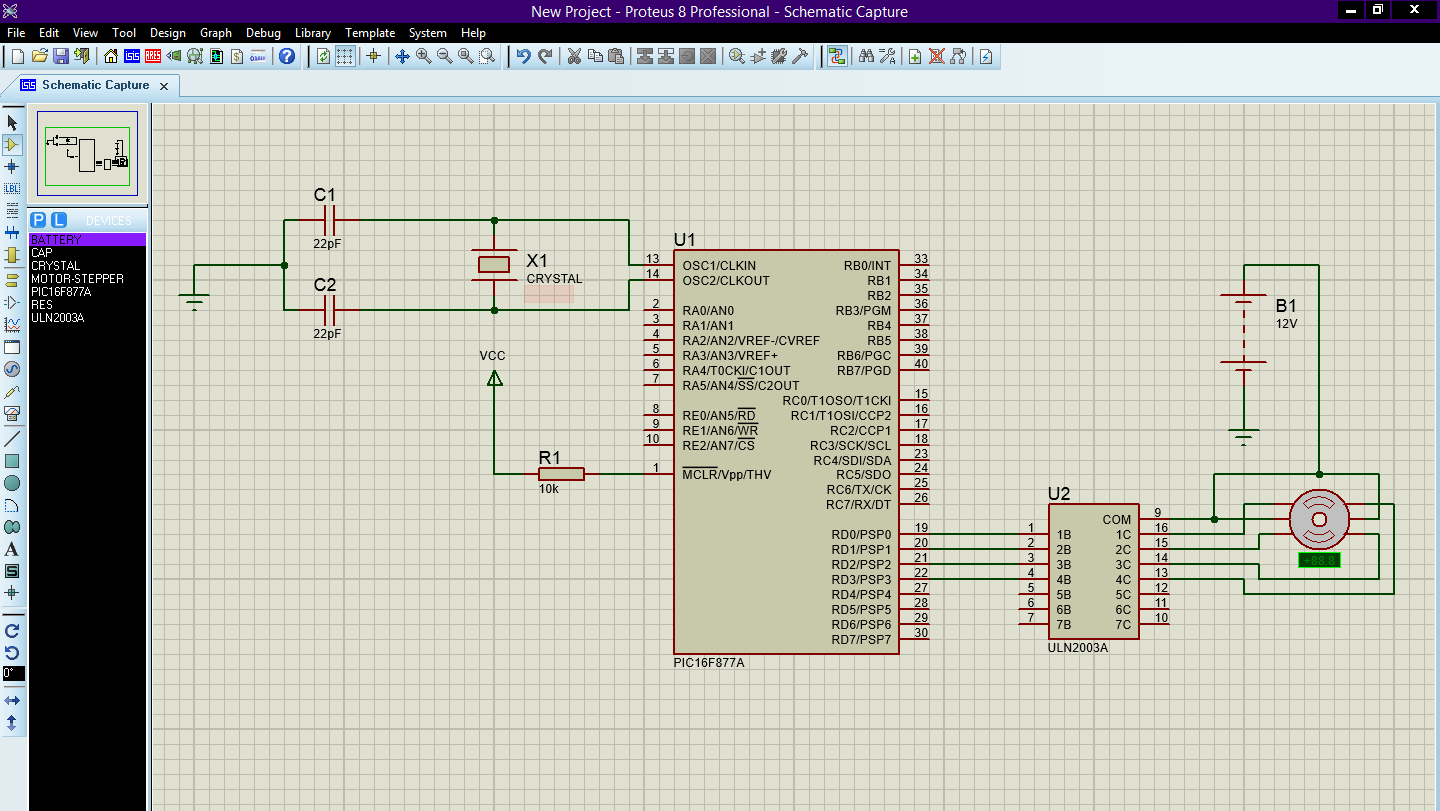 New Project - Proteus 8 Professional - Schematic Capture
File Edit View Tool Design Graph Debug Library Template System Help
Schematic Capture
P L DEVICES
BATTERY
CAP
CRYSTAL
MOTOR-STEPPER
PIC16F877A
RES
ULN2003A
LBL
A
S
0°
C1
22pF
C2
22pF
X1
CRYSTAL
VCC
R1
10k
U1
13 OSC1/CLKIN RB0/INT 33
14 OSC2/CLKOUT RB1 34
RB2 35
2 RA0/AN0 RB3/PGM 36
3 RA1/AN1 RB4 37
4 RA2/AN2/VREF-/CVREF RB5 38
5 RA3/AN3/VREF+ RB6/PGC 39
6 RA4/T0CKI/C1OUT RB7/PGD 40
7 RA5/AN4/SS/C2OUT
RC0/T1OSO/T1CKI 15
8 RE0/AN5/RD RC1/T1OSI/CCP2 16
9 RE1/AN6/WR RC2/CCP1 17
10 RE2/AN7/CS RC3/SCK/SCL 18
RC4/SDI/SDA 23
1 MCLR/Vpp/THV RC5/SDO 24
RC6/TX/CK 25
RC7/RX/DT 26
RD0/PSP0 19
RD1/PSP1 20
RD2/PSP2 21
RD3/PSP3 22
RD4/PSP4 27
RD5/PSP5 28
RD6/PSP6 29
RD7/PSP7 30
PIC16F877A
U2
COM 9
1 1B 1C 16
2 2B 2C 15
3 3B 3C 14
4 4B 4C 13
5 5B 5C 12
6 6B 6C 11
7 7B 7C 10
ULN2003A
B1
12V
+88.8